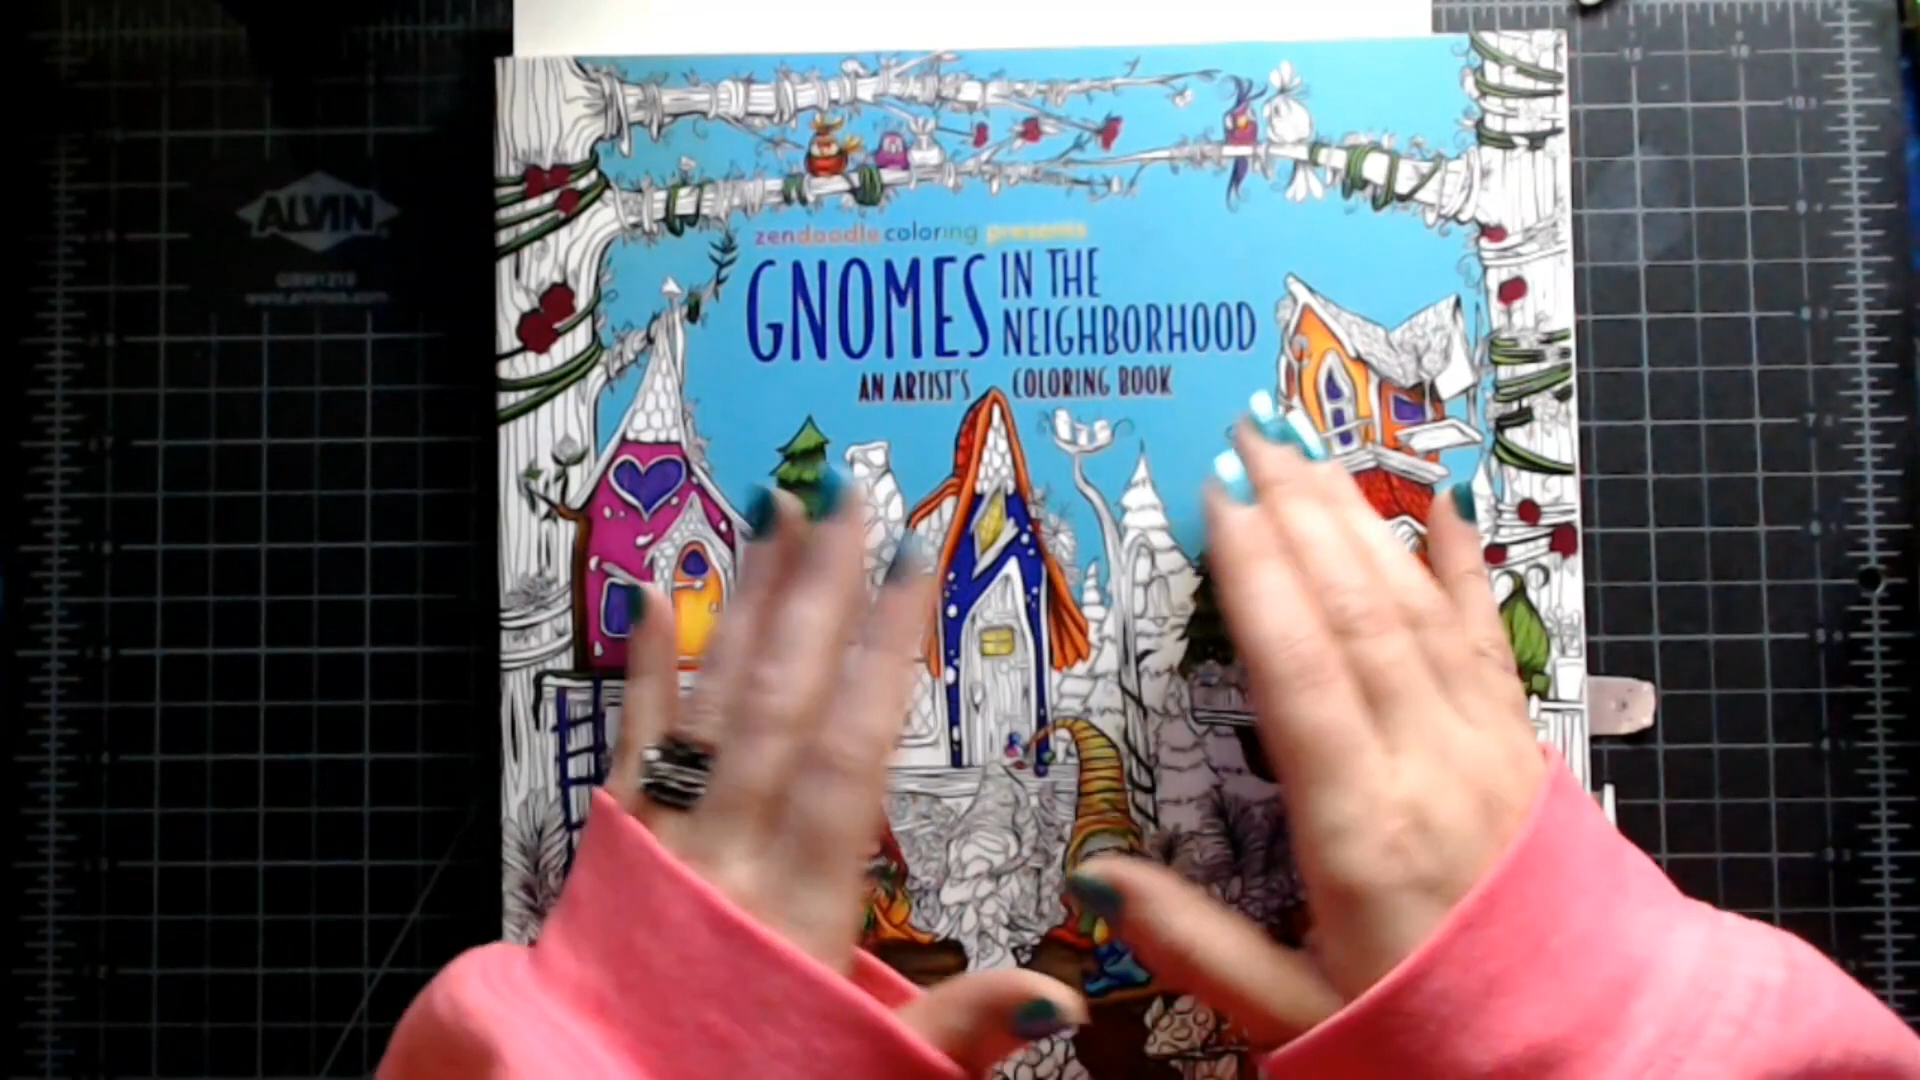 ALVIN
zendoodle coloring presents
GNOMES IN THE NEIGHBORHOOD
AN ARTIST'S COLORING BOOK